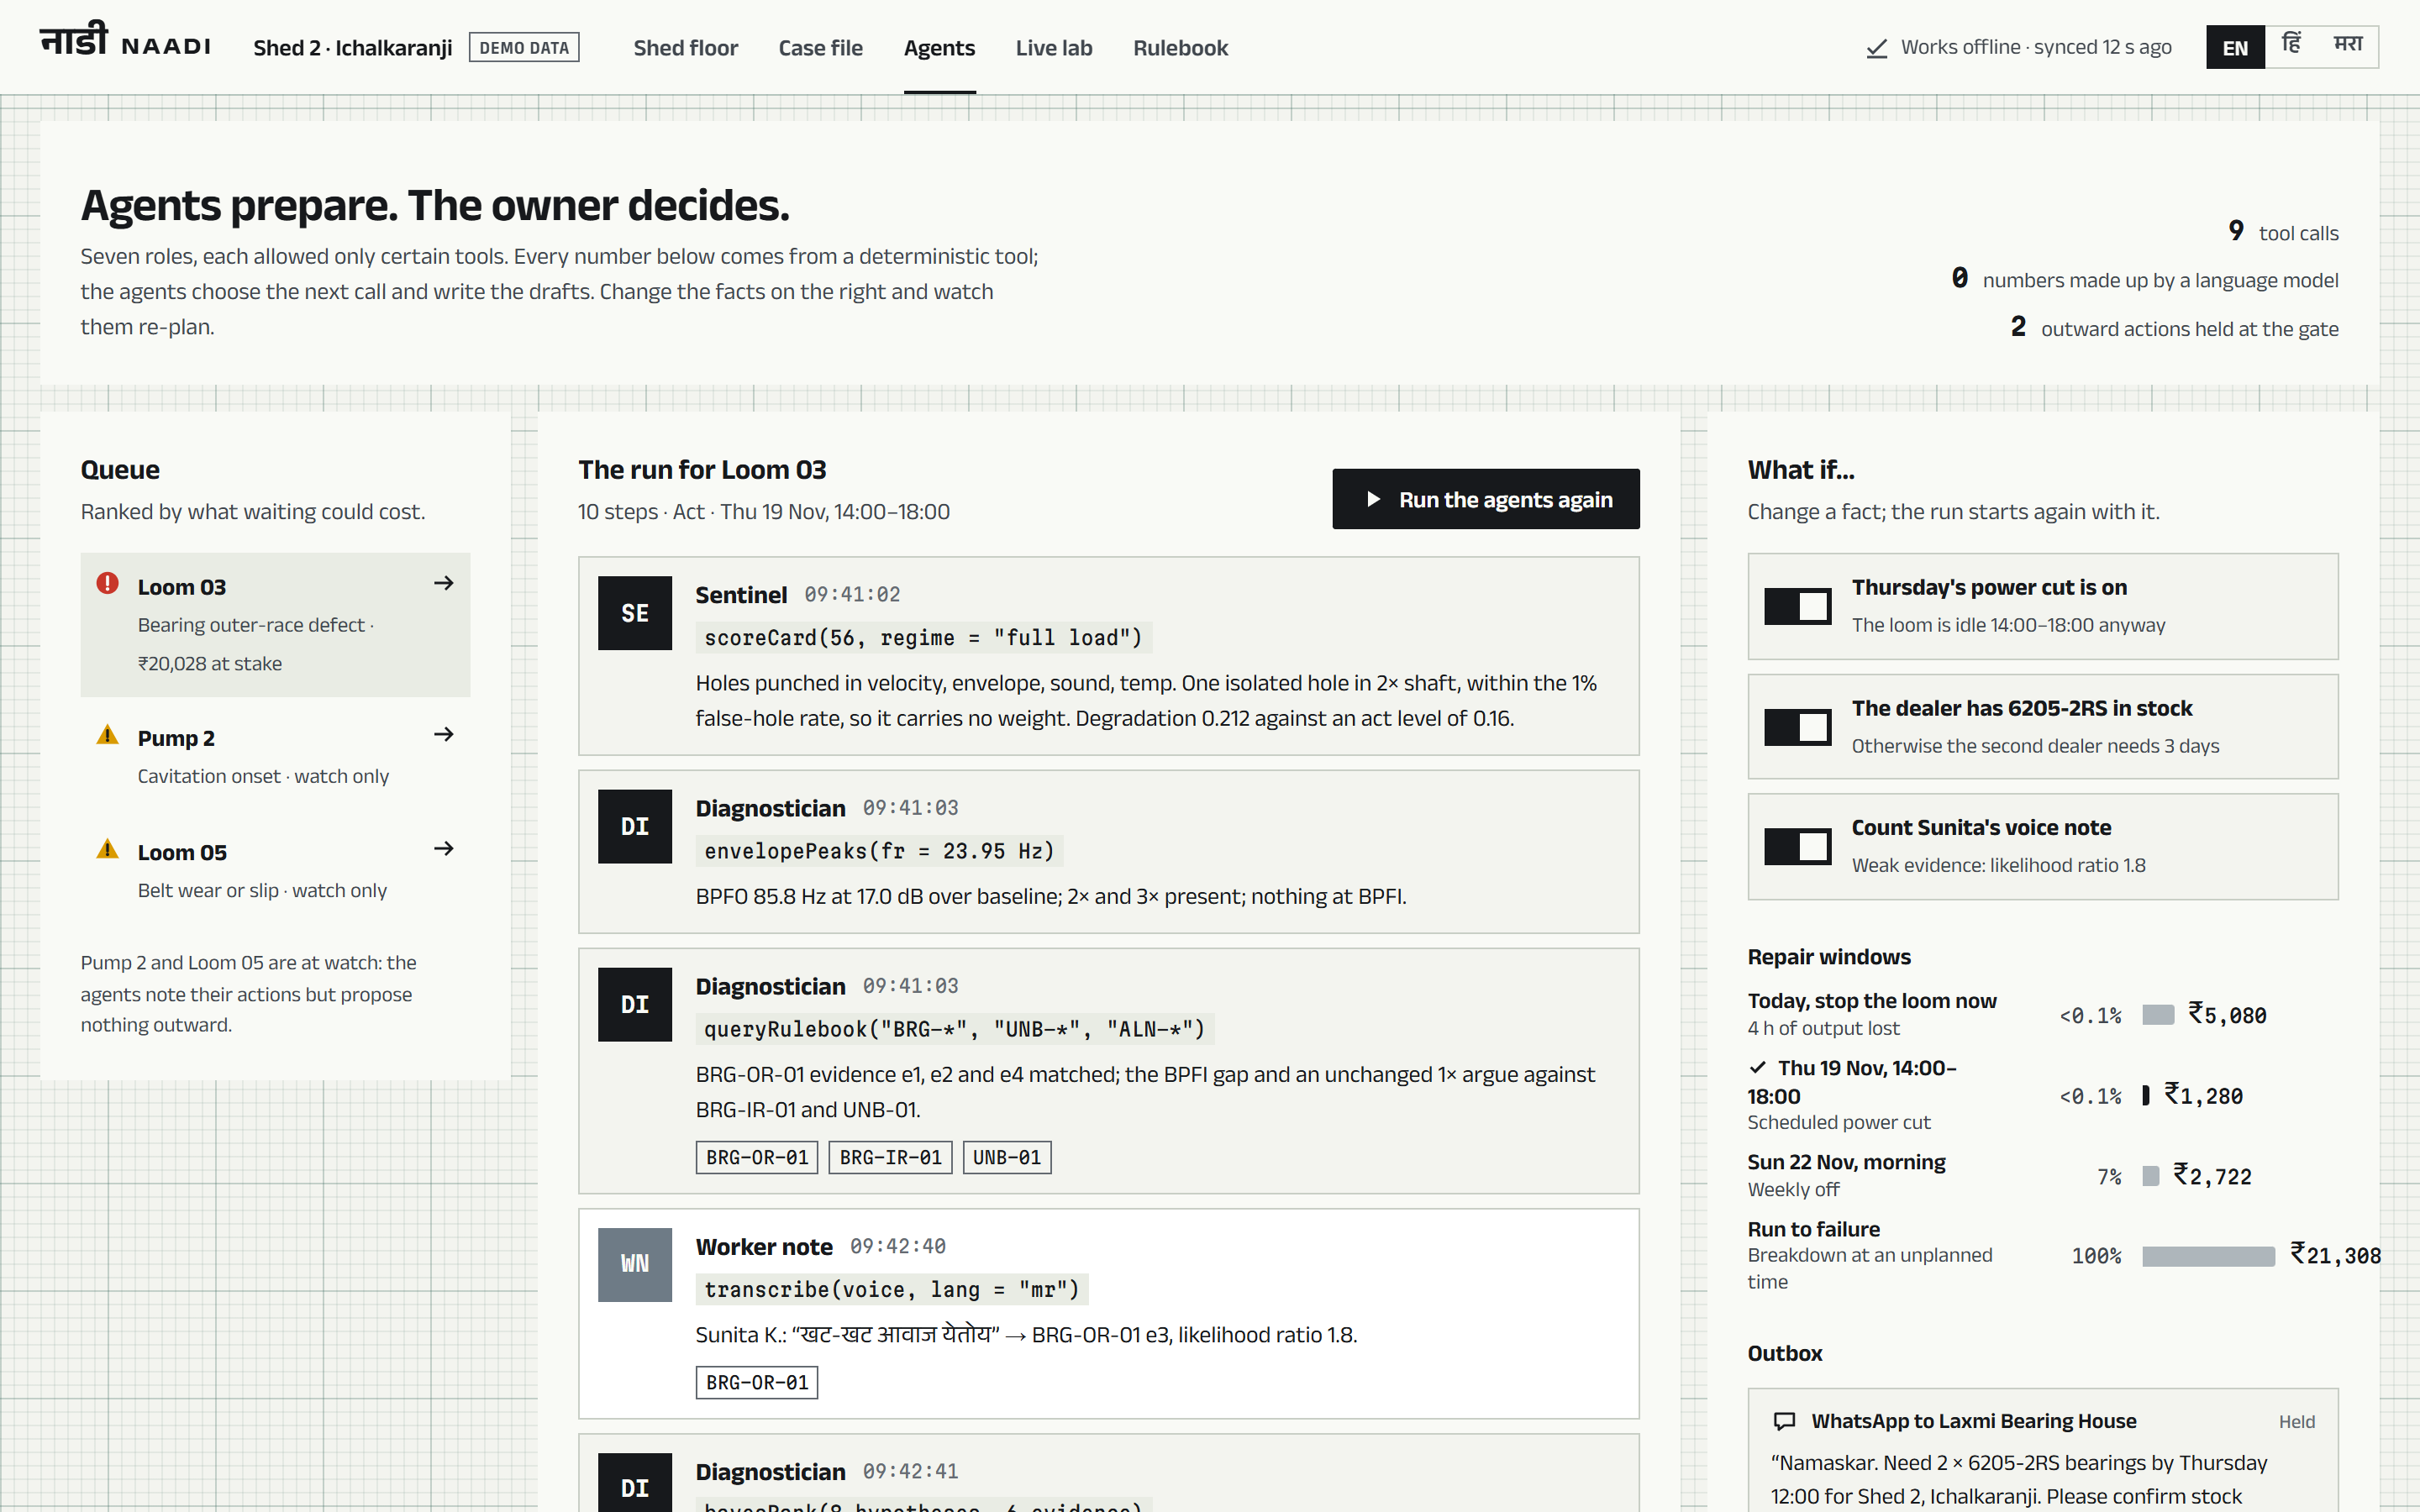 नाडी NAADI
Shed 2 · Ichalkaranji
DEMO DATA
Shed floor
Case file
Agents
Live lab
Rulebook
Works offline · synced 12 s ago
EN
हिं
मरा
Agents prepare. The owner decides.
Seven roles, each allowed only certain tools. Every number below comes from a deterministic tool;
the agents choose the next call and write the drafts. Change the facts on the right and watch
them re-plan.
9 tool calls
0 numbers made up by a language model
2 outward actions held at the gate
Queue
Ranked by what waiting could cost.
Loom 03
Bearing outer-race defect ·
₹20,028 at stake
Pump 2
Cavitation onset · watch only
Loom 05
Belt wear or slip · watch only
Pump 2 and Loom 05 are at watch: the
agents note their actions but propose
nothing outward.
The run for Loom 03
10 steps · Act · Thu 19 Nov, 14:00–18:00
Run the agents again
SE
Sentinel 09:41:02
scoreCard(56, regime = "full load")
Holes punched in velocity, envelope, sound, temp. One isolated hole in 2× shaft, within the 1%
false-hole rate, so it carries no weight. Degradation 0.212 against an act level of 0.16.
DI
Diagnostician 09:41:03
envelopePeaks(fr = 23.95 Hz)
BPFO 85.8 Hz at 17.0 dB over baseline; 2× and 3× present; nothing at BPFI.
DI
Diagnostician 09:41:03
queryRulebook("BRG-*", "UNB-*", "ALN-*")
BRG-OR-01 evidence e1, e2 and e4 matched; the BPFI gap and an unchanged 1× argue against
BRG-IR-01 and UNB-01.
BRG-OR-01
BRG-IR-01
UNB-01
WN
Worker note 09:42:40
transcribe(voice, lang = "mr")
Sunita K.: “खट-खट आवाज येतोय” → BRG-OR-01 e3, likelihood ratio 1.8.
BRG-OR-01
DI
Diagnostician 09:42:41
bayesRank(8 hypotheses, 6 evidence)
What if...
Change a fact; the run starts again with it.
Thursday's power cut is on
The loom is idle 14:00–18:00 anyway
The dealer has 6205-2RS in stock
Otherwise the second dealer needs 3 days
Count Sunita's voice note
Weak evidence: likelihood ratio 1.8
Repair windows
Today, stop the loom now
4 h of output lost
<0.1%
₹5,080
Thu 19 Nov, 14:00–
18:00
Scheduled power cut
<0.1%
₹1,280
Sun 22 Nov, morning
Weekly off
7%
₹2,722
Run to failure
Breakdown at an unplanned
time
100%
₹21,308
Outbox
WhatsApp to Laxmi Bearing House
Held
“Namaskar. Need 2 × 6205-2RS bearings by Thursday
12:00 for Shed 2, Ichalkaranji. Please confirm stock